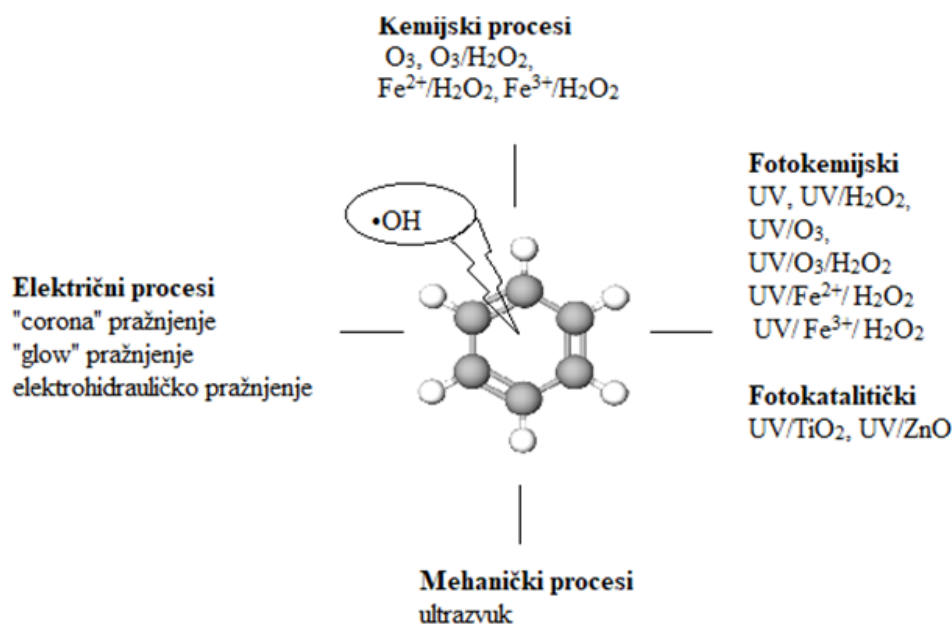 Kemijski procesi
O₃, O₃/H₂O₂,
Fe²⁺/H₂O₂, Fe³⁺/H₂O₂
•OH
Fotokemijski
UV, UV/H₂O₂,
UV/O₃,
UV/O₃/H₂O₂
UV/Fe²⁺/ H₂O₂
UV/ Fe³⁺/ H₂O₂
Električni procesi
"corona" pražnjenje
"glow" pražnjenje
elektrohidrauličko pražnjenje
Fotokatalitički
UV/TiO₂, UV/ZnO
Mehanički procesi
ultrazvuk